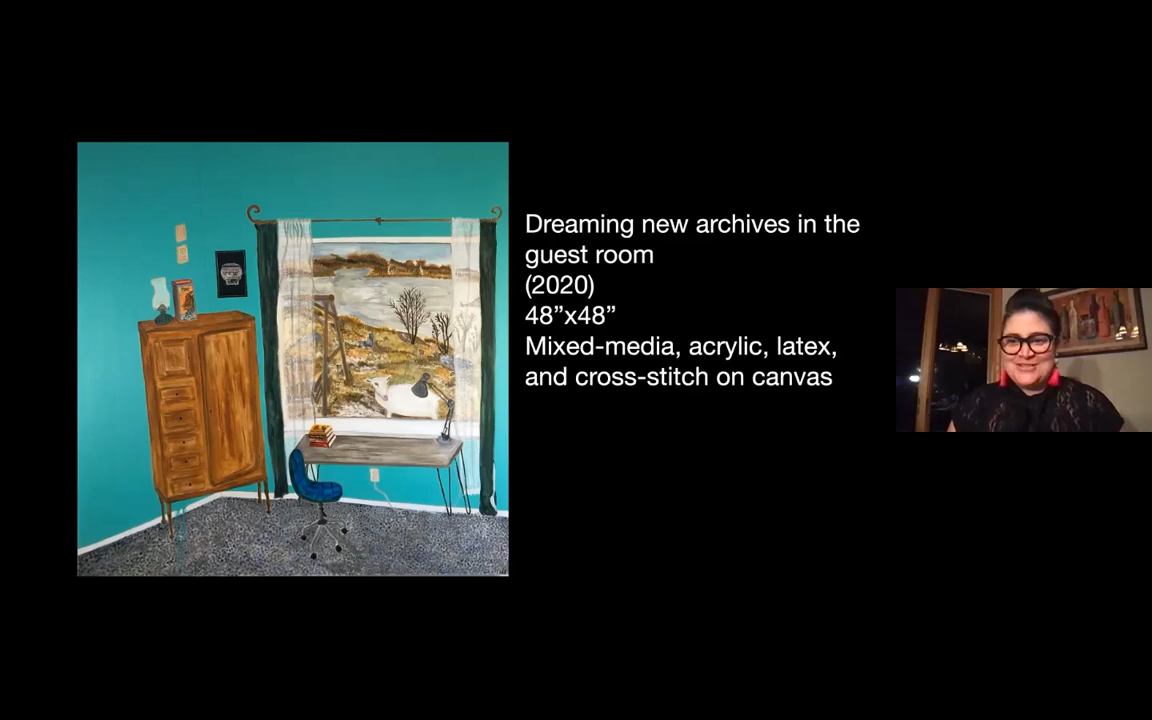 Dreaming new archives in the
guest room
(2020)
48”x48”
Mixed-media, acrylic, latex,
and cross-stitch on canvas